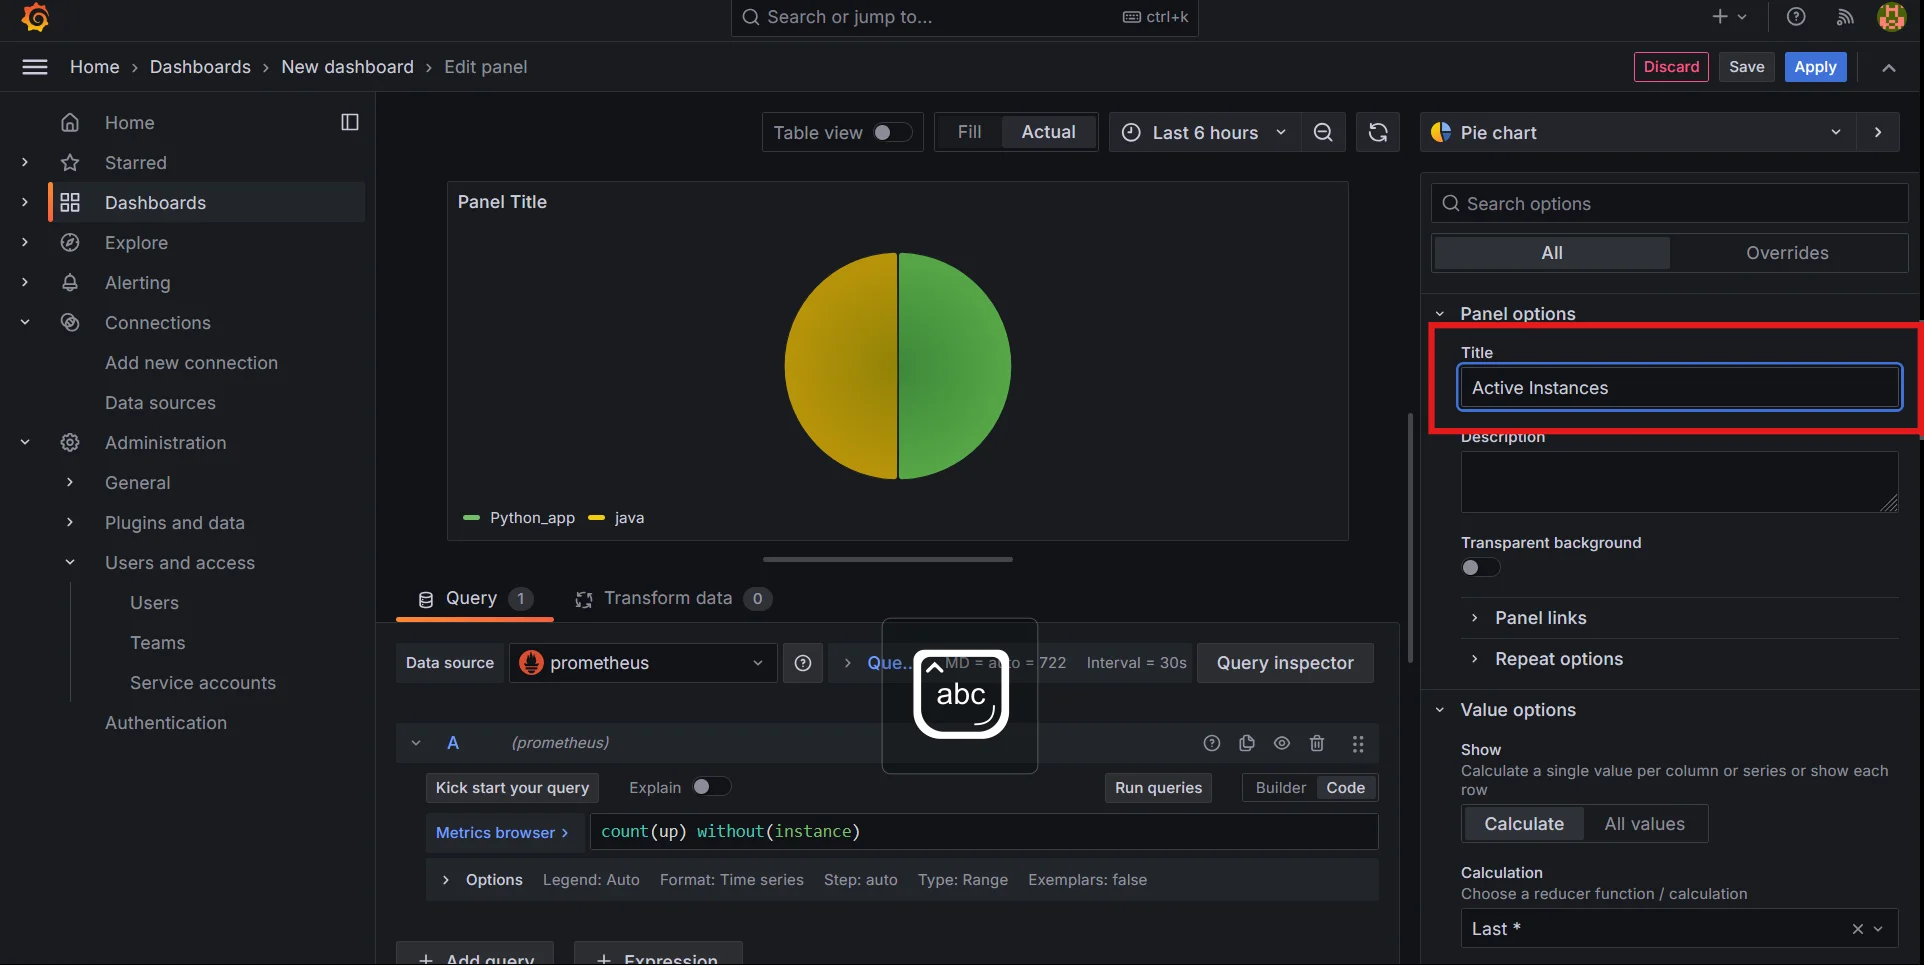 Search or jump to... ctrl+k
Home › Dashboards › New dashboard › Edit panel
Discard Save Apply
Home
Starred
Dashboards
Explore
Alerting
Connections
Add new connection
Data sources
Administration
General
Plugins and data
Users and access
Users
Teams
Service accounts
Authentication
Table view Fill Actual Last 6 hours
Panel Title
Python_app java
Query 1 Transform data 0
Data source prometheus Que... MD = auto = 722 Interval = 30s Query inspector
abc
A (prometheus)
Kick start your query Explain Run queries Builder Code
Metrics browser › count(up) without(instance)
Options Legend: Auto Format: Time series Step: auto Type: Range Exemplars: false
+ Add query + Expression
Pie chart
Search options
All Overrides
Panel options
Title
Active Instances
Description
Transparent background
Panel links
Repeat options
Value options
Show
Calculate a single value per column or series or show each
row
Calculate All values
Calculation
Choose a reducer function / calculation
Last *